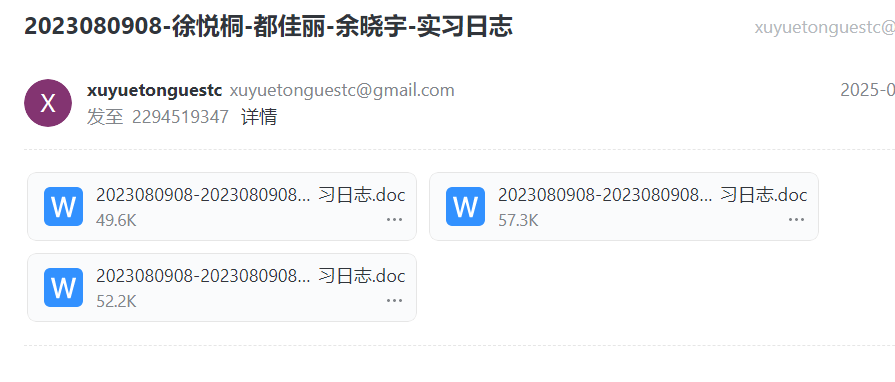 2023080908-徐悦桐-都佳丽-余晓宇-实习日志
xuyuetonguestc@
X
xuyuetonguestc xuyuetonguestc@gmail.com
2025-0
发至 2294519347 详情
W
2023080908-2023080908... 习日志.doc
49.6K
...
W
2023080908-2023080908... 习日志.doc
57.3K
...
W
2023080908-2023080908... 习日志.doc
52.2K
...